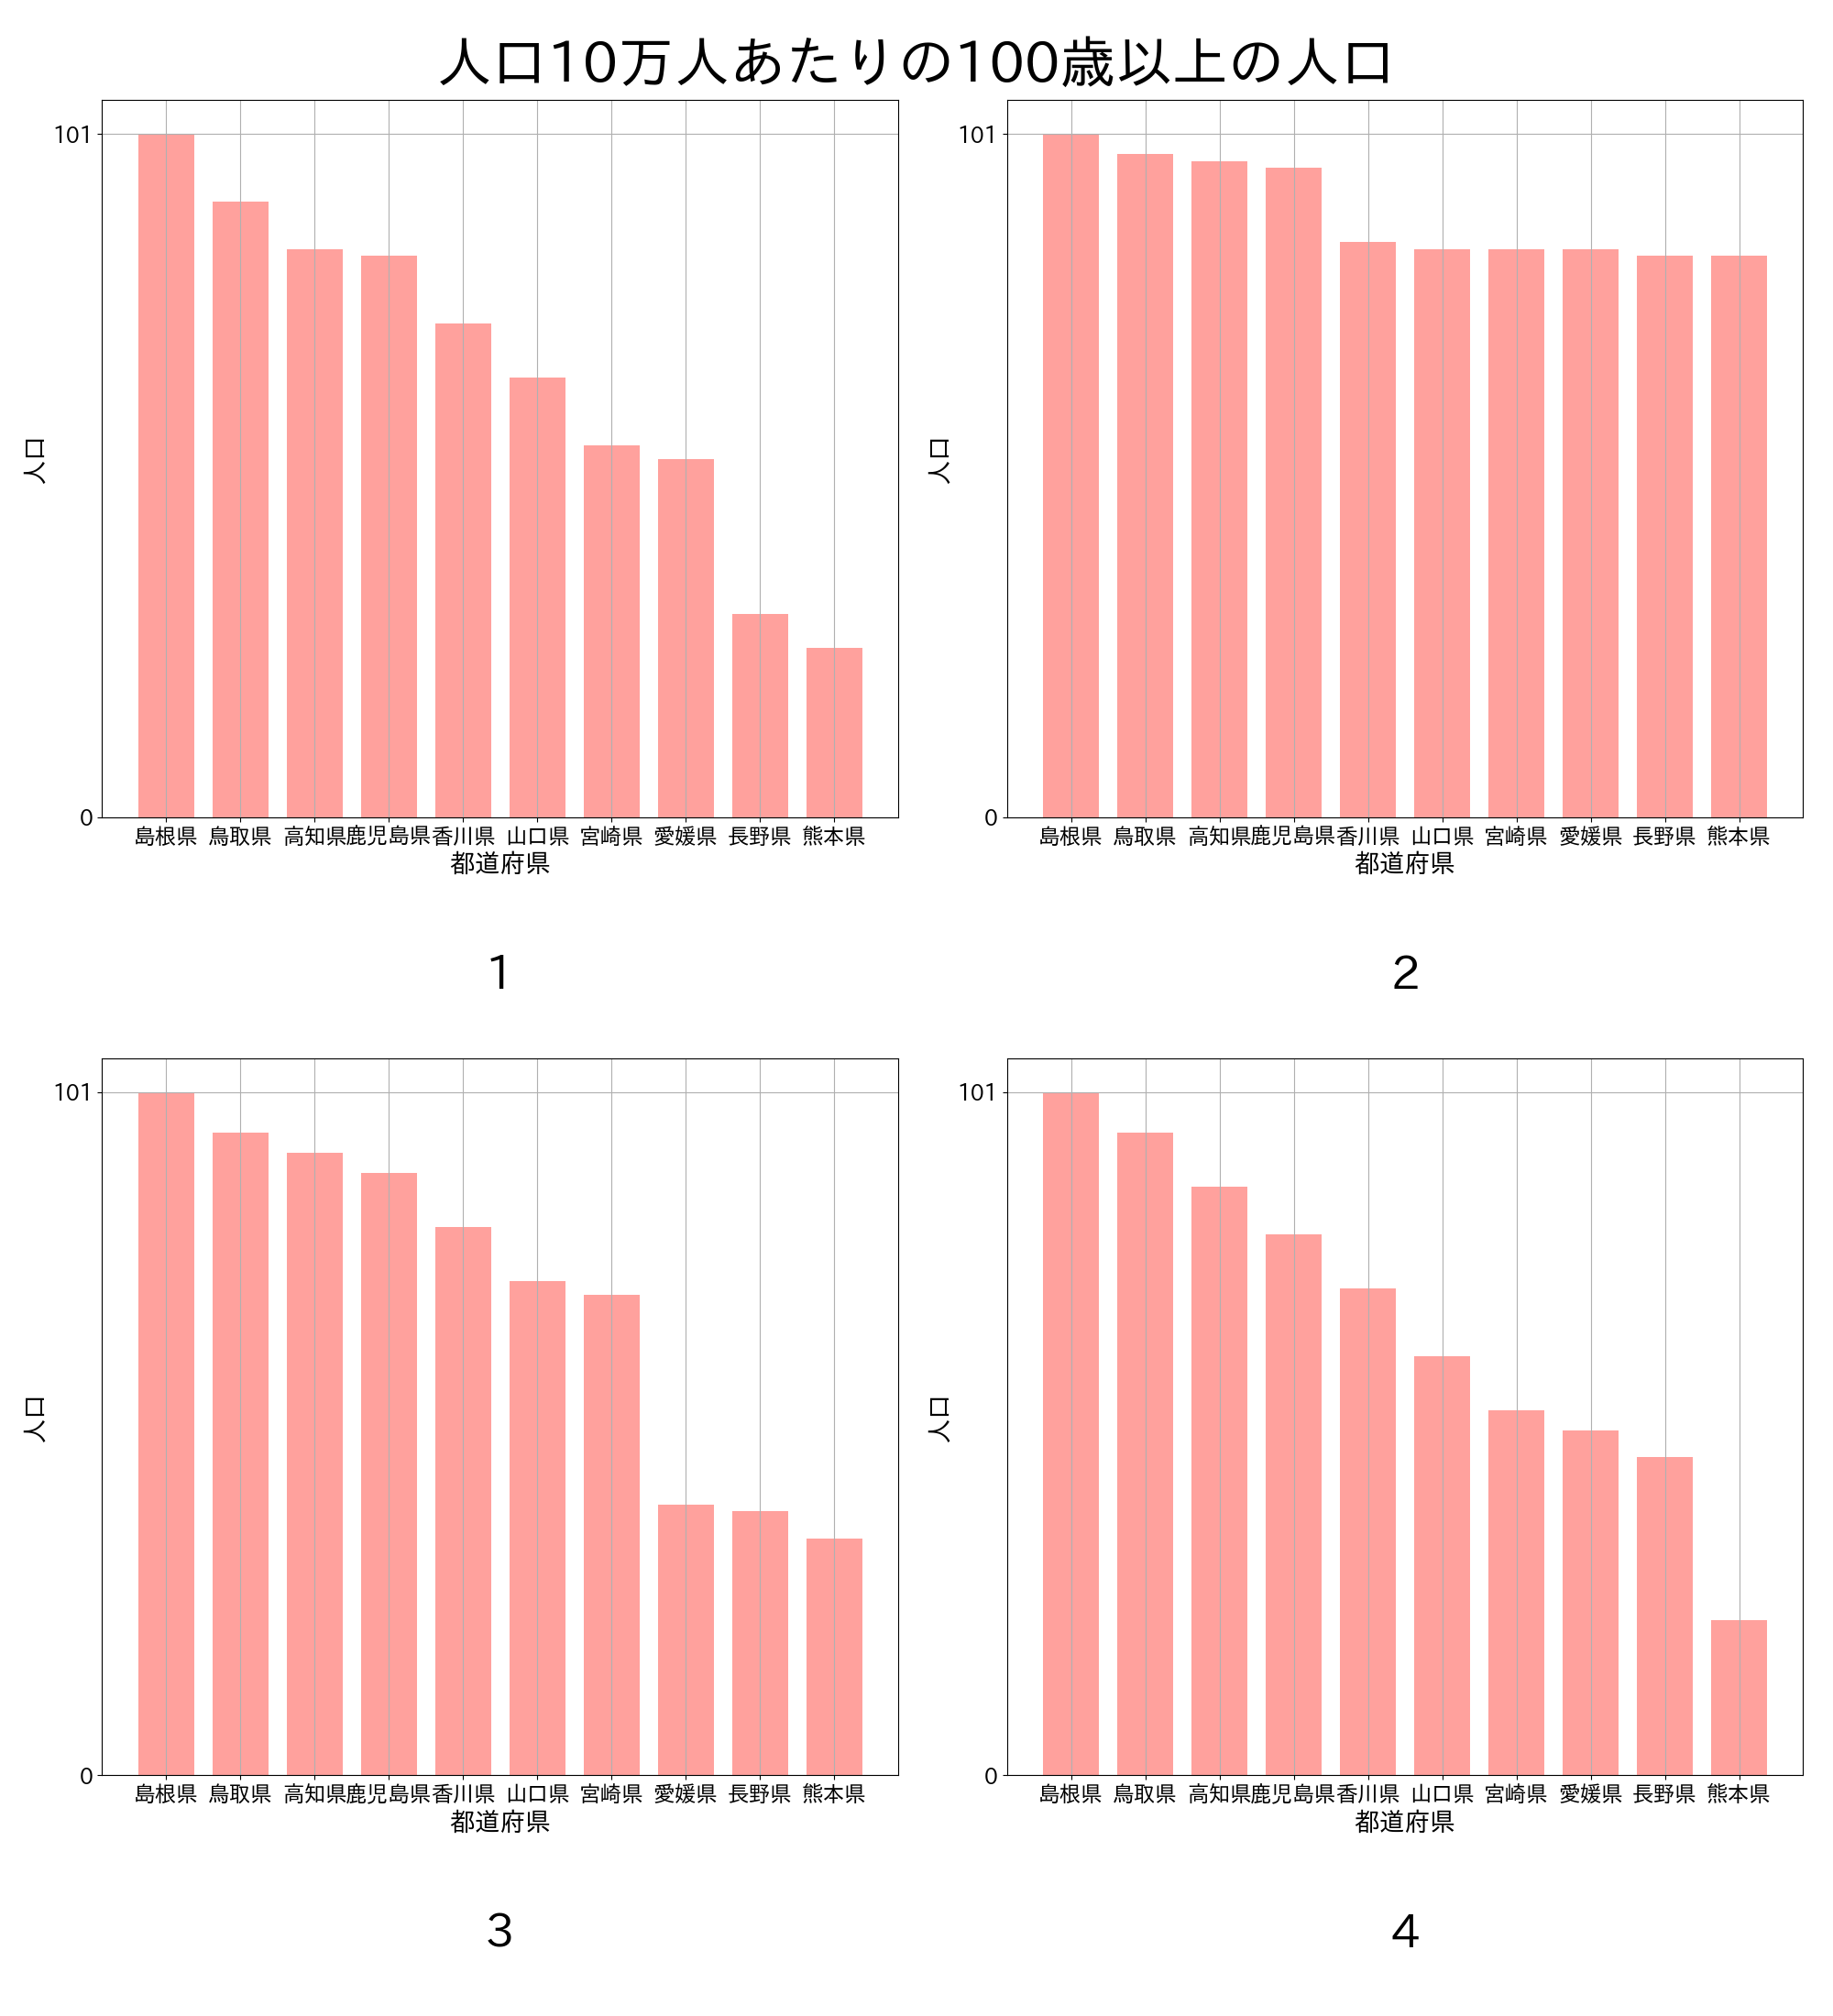 人口10万人あたりの100歳以上の人口
101
人口
0
島根県 鳥取県 高知県 鹿児島県 香川県 山口県 宮崎県 愛媛県 長野県 熊本県
都道府県
1
101
人口
0
島根県 鳥取県 高知県 鹿児島県 香川県 山口県 宮崎県 愛媛県 長野県 熊本県
都道府県
2
101
人口
0
島根県 鳥取県 高知県 鹿児島県 香川県 山口県 宮崎県 愛媛県 長野県 熊本県
都道府県
3
101
人口
0
島根県 鳥取県 高知県 鹿児島県 香川県 山口県 宮崎県 愛媛県 長野県 熊本県
都道府県
4